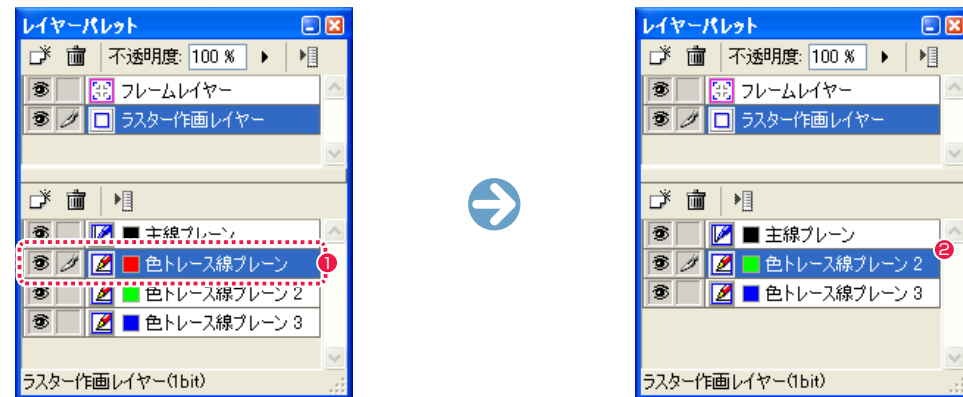 レイヤーパレット
不透明度: 100 %
フレームレイヤー
ラスター作画レイヤー
主線プレーン
色トレース線プレーン 1
色トレース線プレーン 2
色トレース線プレーン 3
ラスター作画レイヤー(1bit)
レイヤーパレット
不透明度: 100 %
フレームレイヤー
ラスター作画レイヤー
主線プレーン
2
色トレース線プレーン 2
色トレース線プレーン 3
ラスター作画レイヤー(1bit)